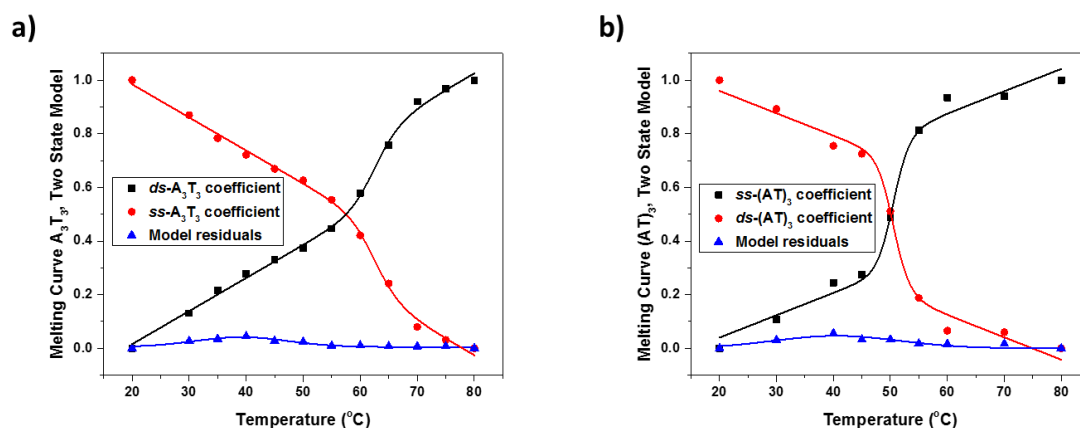 a)
Melting Curve A₃T₃, Two State Model
1.0
0.8
0.6
0.4
0.2
0.0
ds-A₃T₃ coefficient
ss-A₃T₃ coefficient
Model residuals
20 30 40 50 60 70 80
Temperature (°C)
b)
Melting Curve (AT)₃, Two State Model
1.0
0.8
0.6
0.4
0.2
0.0
ss-(AT)₃ coefficient
ds-(AT)₃ coefficient
Model residuals
20 30 40 50 60 70 80
Temperature (°C)